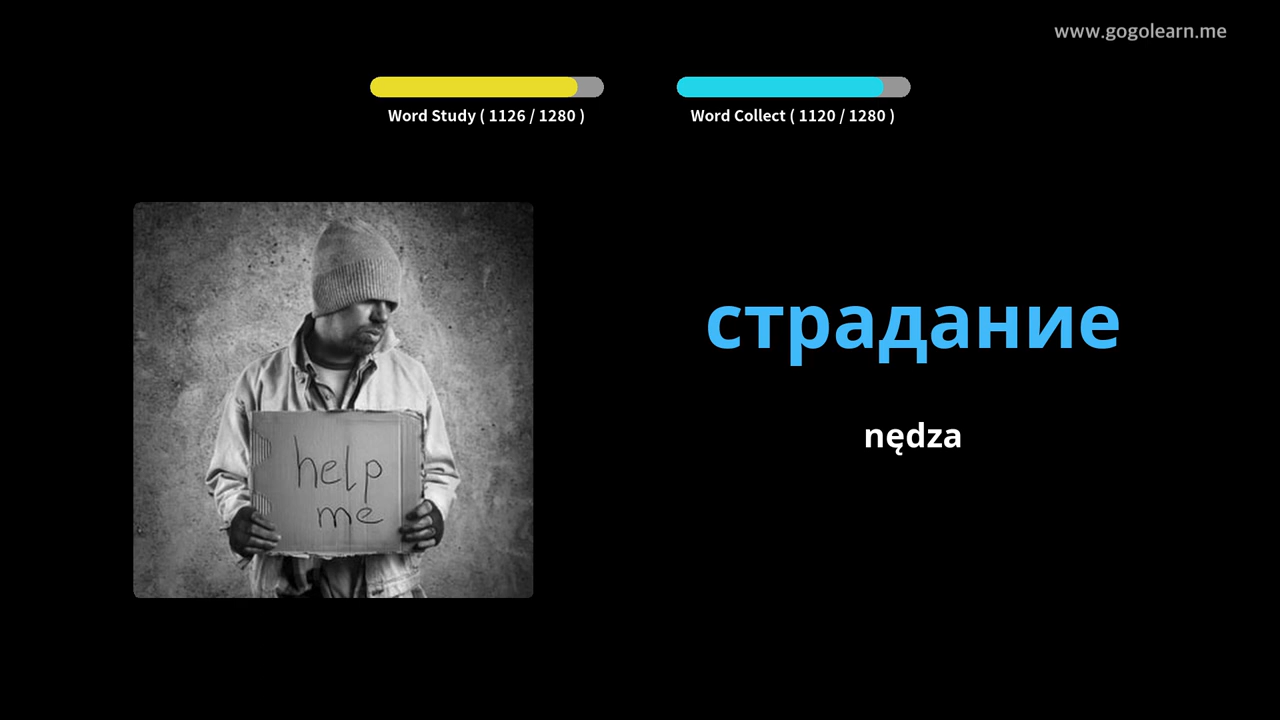 www.gogolearn.me
Word Study ( 1126 / 1280 )
Word Collect ( 1120 / 1280 )
страдание
nędza
help
me